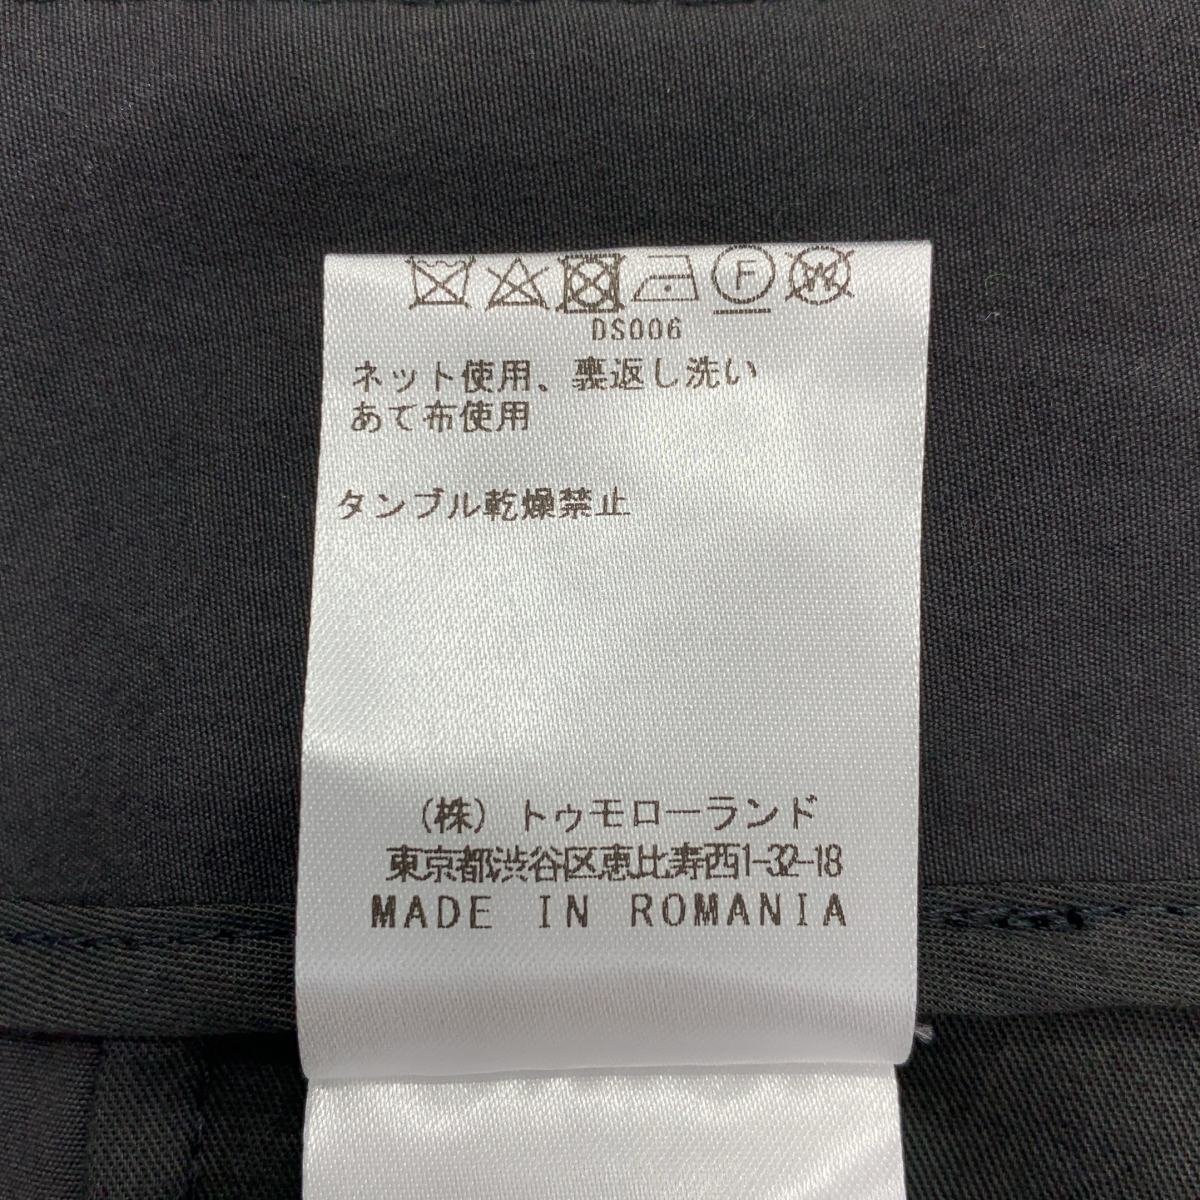 F W
DS006
ネット使用、裏返し洗い
あて布使用
タンブル乾燥禁止
(株) トゥモローランド
東京都渋谷区恵比寿西1-32-18
MADE IN ROMANIA